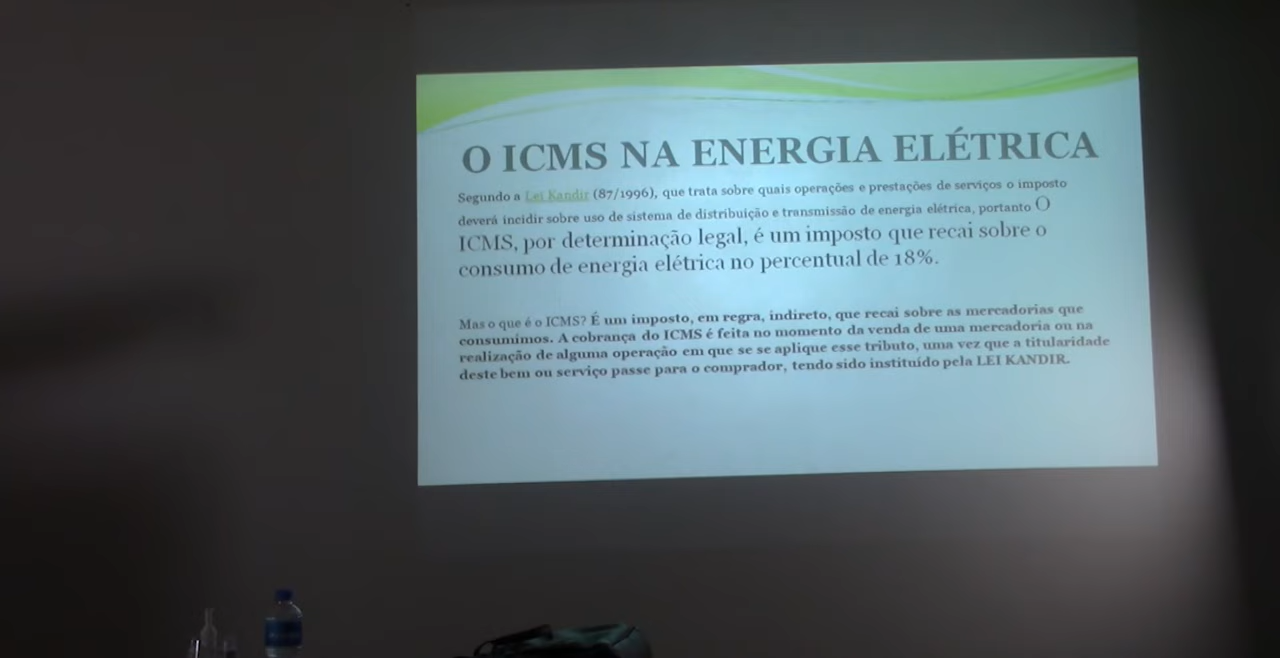 O ICMS NA ENERGIA ELÉTRICA
Segundo a Lei Kandir (87/1996), que trata sobre quais operações e prestações de serviços o imposto
deverá incidir sobre uso de sistema de distribuição e transmissão de energia elétrica, portanto O
ICMS, por determinação legal, é um imposto que recai sobre o
consumo de energia elétrica no percentual de 18%.
Mas o que é o ICMS? É um imposto, em regra, indireto, que recai sobre as mercadorias que
consumimos. A cobrança do ICMS é feita no momento da venda de uma mercadoria ou na
realização de alguma operação em que se se aplique esse tributo, uma vez que a titularidade
deste bem ou serviço passe para o comprador, tendo sido instituído pela LEI KANDIR.